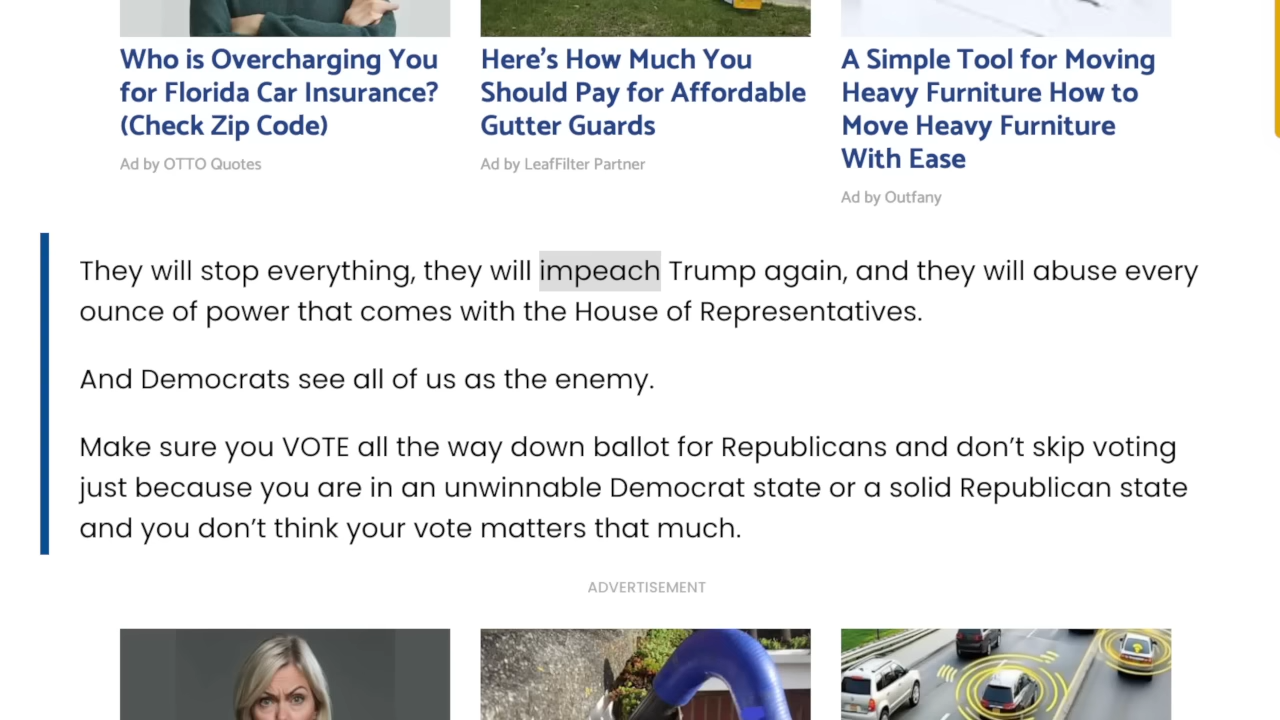 Who is Overcharging You
for Florida Car Insurance?
(Check Zip Code)
Ad by OTTO Quotes
Here's How Much You
Should Pay for Affordable
Gutter Guards
Ad by LeafFilter Partner
A Simple Tool for Moving
Heavy Furniture How to
Move Heavy Furniture
With Ease
Ad by Outfany
They will stop everything, they will impeach Trump again, and they will abuse every
ounce of power that comes with the House of Representatives.
And Democrats see all of us as the enemy.
Make sure you VOTE all the way down ballot for Republicans and don't skip voting
just because you are in an unwinnable Democrat state or a solid Republican state
and you don't think your vote matters that much.
ADVERTISEMENT